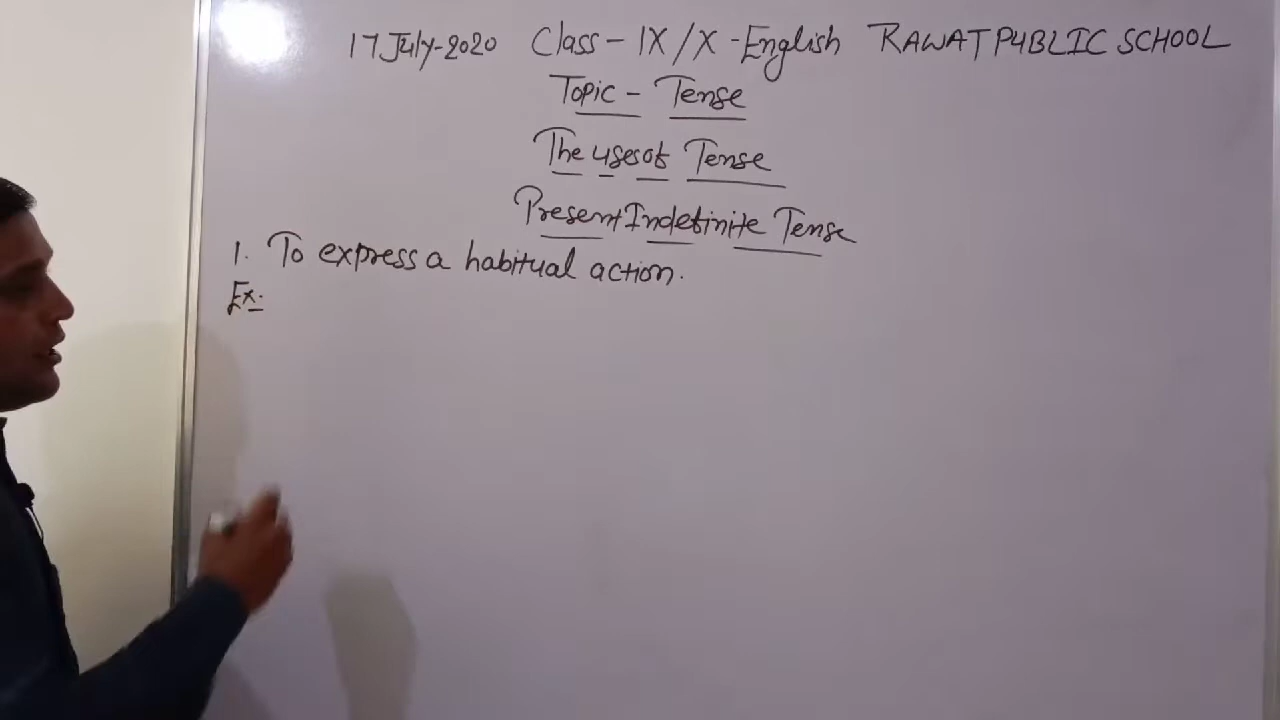 17 July-2020 Class - IX/X - English RAWAT PUBLIC SCHOOL
Topic - Tense
The uses of Tense
Present Indefinite Tense
1. To express a habitual action.
Ex: